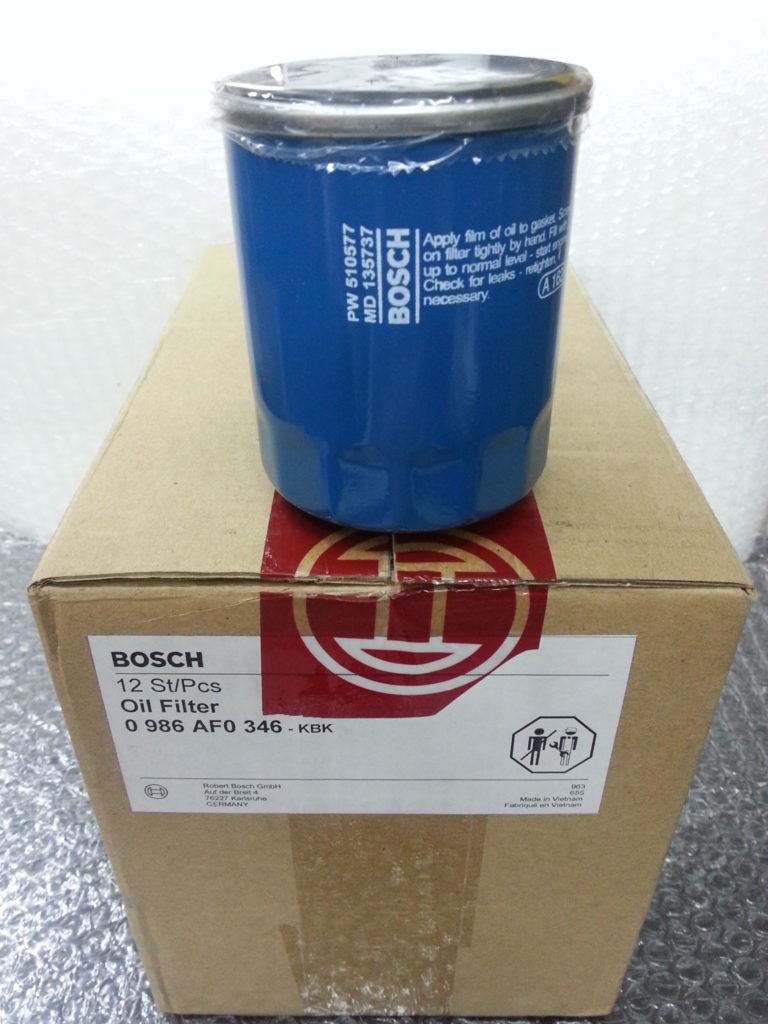 PW 510577
MD 135737
BOSCH
Apply film of oil to gasket.
on filter tightly by hand. Fill
up to normal level - start
Check for leaks - retighten, if
necessary.
BOSCH
12 St/Pcs
Oil Filter
0 986 AF0 346 - KBK
Robert Bosch GmbH
Auf der Breit 4
76227 Karlsruhe
GERMANY
963
655
Made in Vietnam
Fabriqué en Vietnam